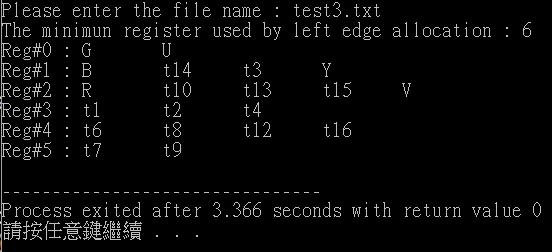 Please enter the file name : test3.txt
The minimun register used by left edge allocation : 6
Reg#0 : G U
Reg#1 : B t14 t3 Y
Reg#2 : R t10 t13 t15 V
Reg#3 : t1 t2 t4
Reg#4 : t6 t8 t12 t16
Reg#5 : t7 t9
--------------------------------
Process exited after 3.366 seconds with return value 0
請按任意鍵繼續 . . .